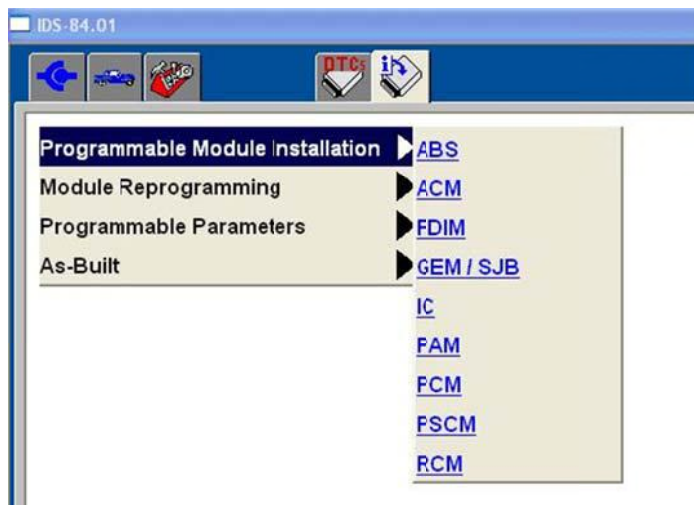 IDS-84.01
DTCs
i
Programmable Module Installation
ABS
Module Reprogramming
ACM
Programmable Parameters
FDIM
As-Built
GEM / SJB
IC
PAM
PCM
PSCM
RCM